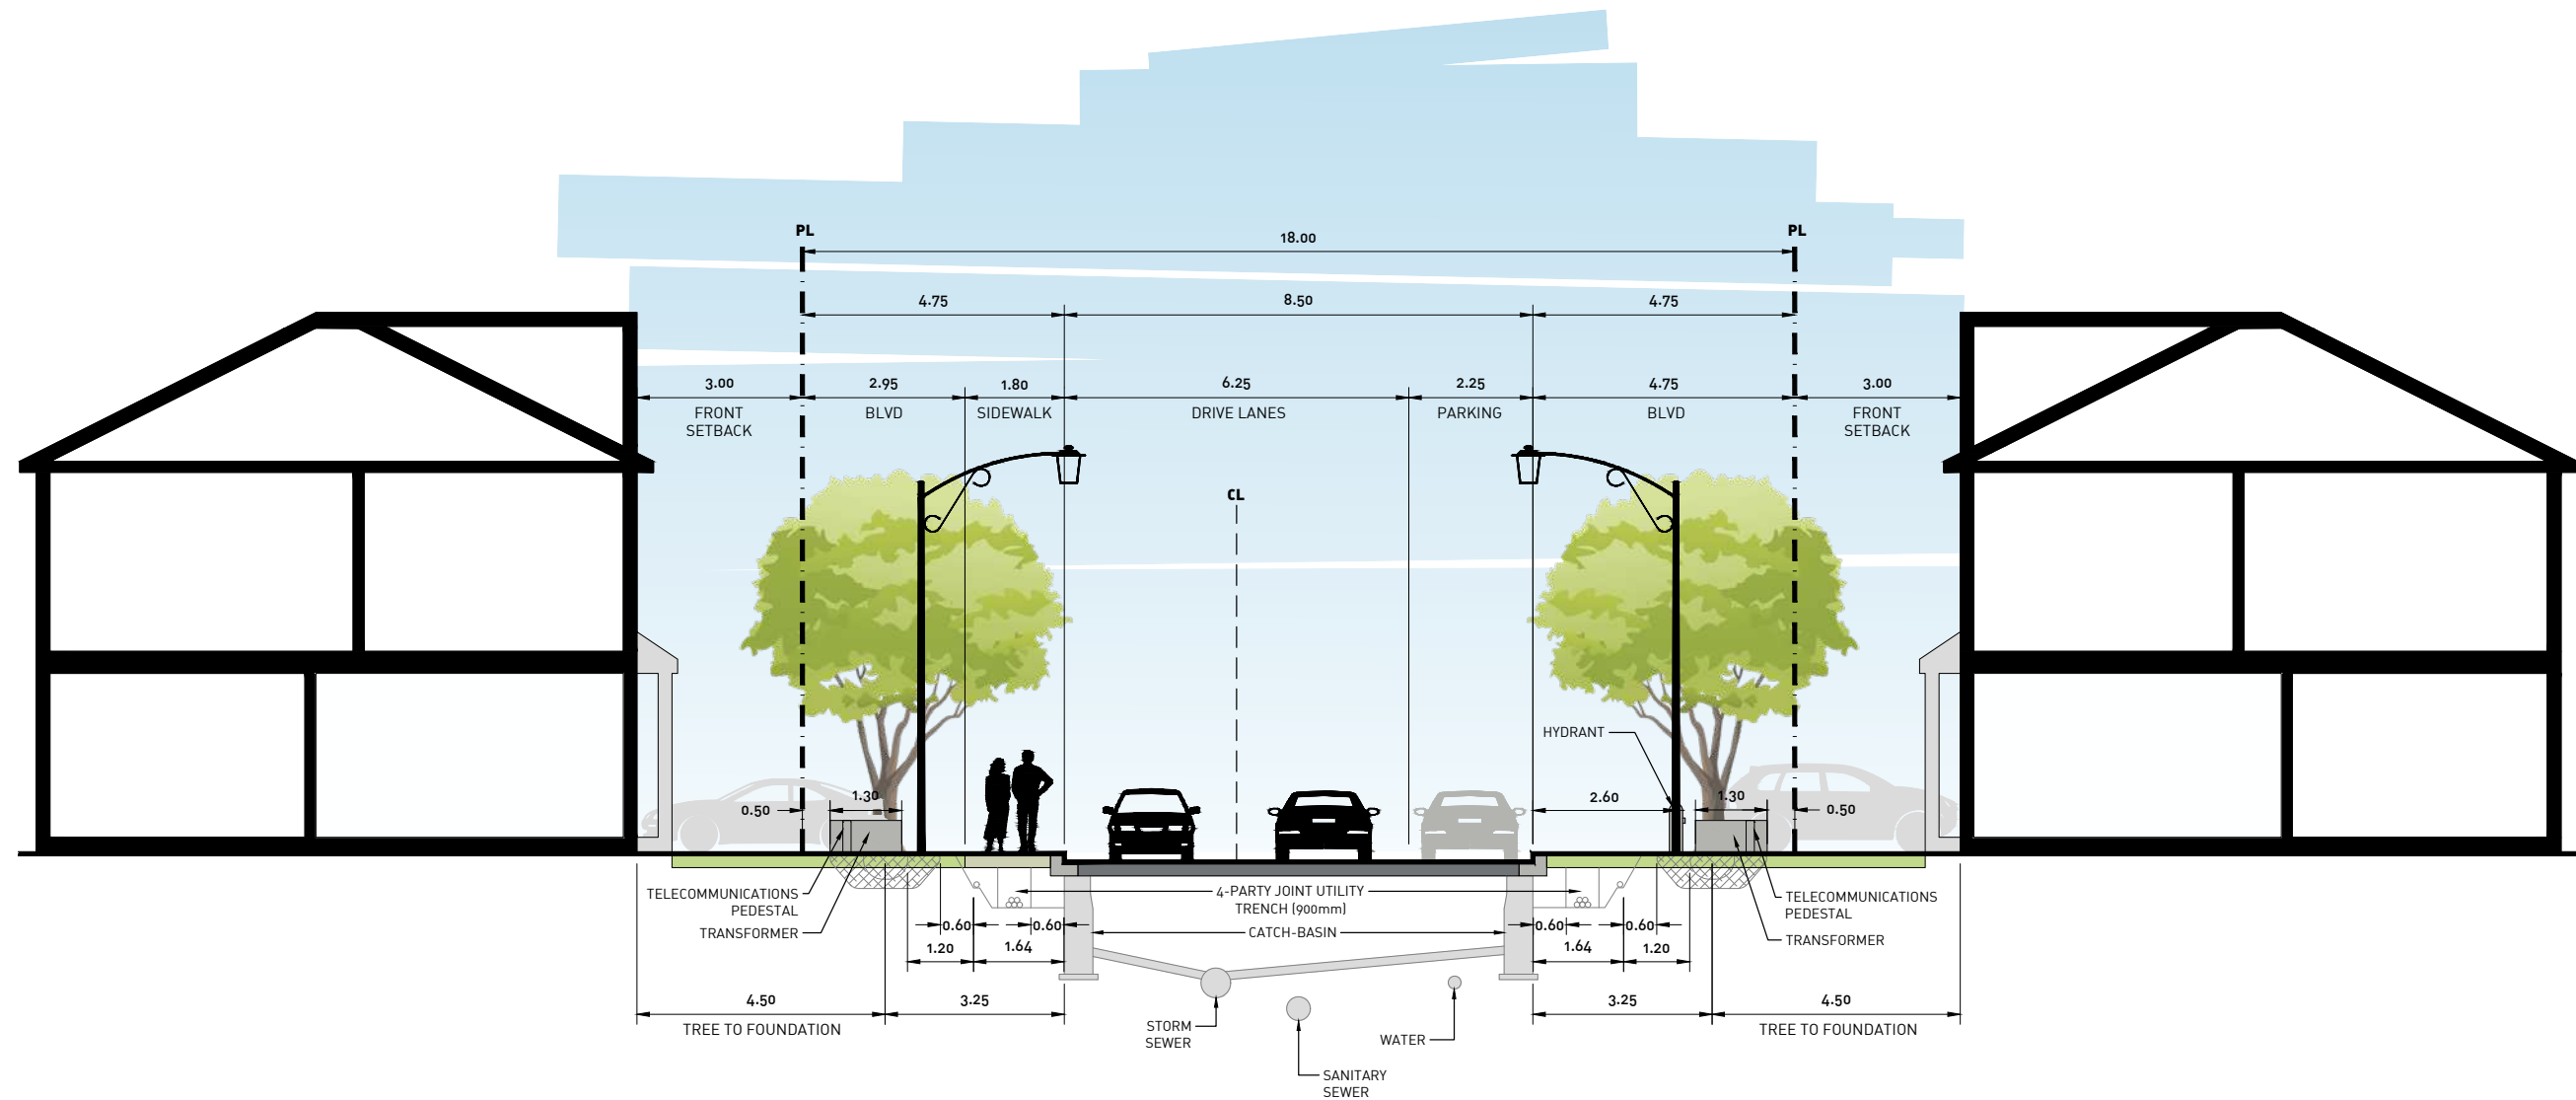 PL
PL
18.00
4.75
8.50
4.75
3.00
2.95
1.80
6.25
2.25
4.75
3.00
FRONT
SETBACK
BLVD
SIDEWALK
DRIVE LANES
PARKING
BLVD
FRONT
SETBACK
CL
HYDRANT
0.50
1.30
2.60
1.30
0.50
TELECOMMUNICATIONS
PEDESTAL
TRANSFORMER
4-PARTY JOINT UTILITY
TRENCH (900mm)
CATCH-BASIN
TELECOMMUNICATIONS
PEDESTAL
TRANSFORMER
0.60
0.60
0.60
0.60
1.20
1.64
1.64
1.20
4.50
3.25
3.25
4.50
TREE TO FOUNDATION
TREE TO FOUNDATION
STORM
SEWER
WATER
SANITARY
SEWER